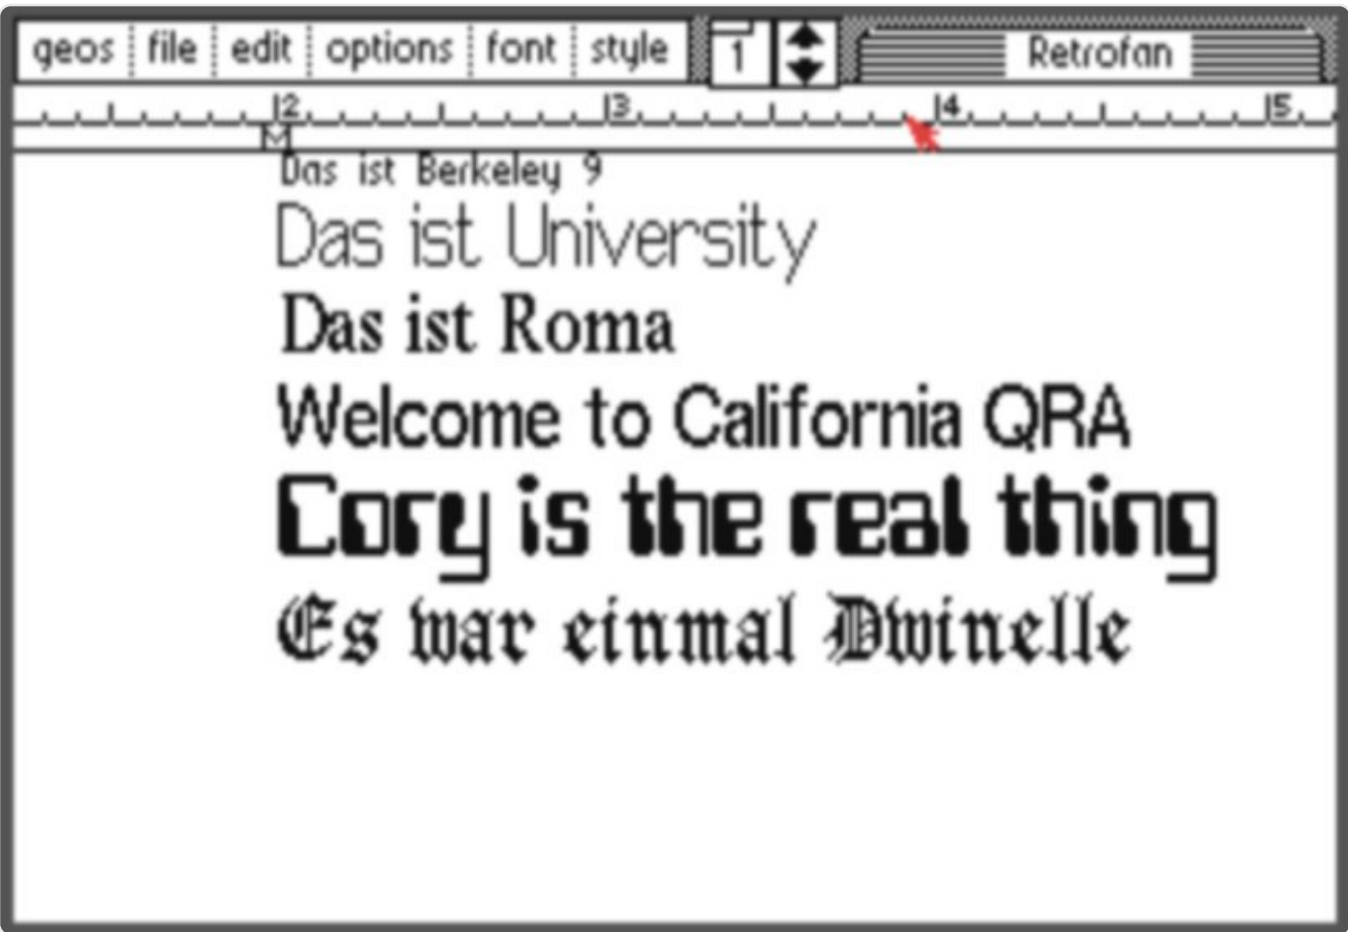 geos file edit options font style 1 Retrofan
2 3 4 5
Das ist Berkeley 9
Das ist University
Das ist Roma
Welcome to California QRA
Cory is the real thing
Es war einmal Dwinelle